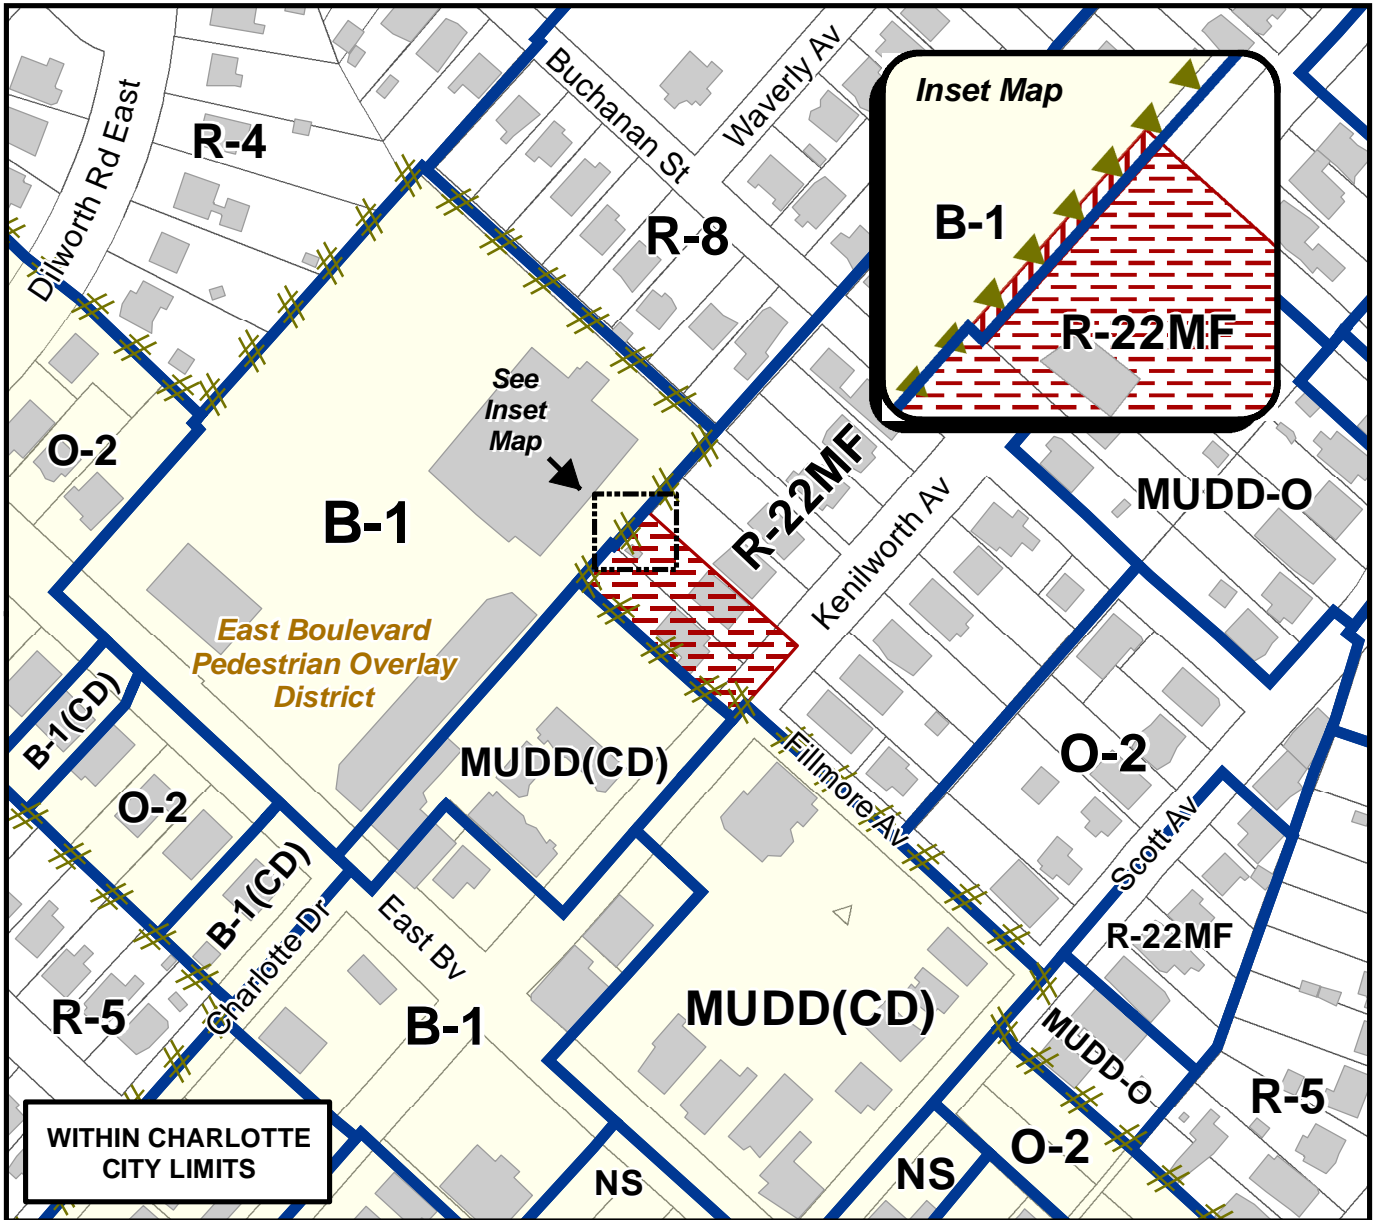 Dilworth Rd East
R-4
Buchanan St
Waverly Av
Inset Map
B-1
R-22MF
R-8
See
Inset
Map
O-2
B-1
R-22MF
Kenilworth Av
MUDD-O
East Boulevard
Pedestrian Overlay
District
B-1(CD)
MUDD(CD)
Fillmore Av
O-2
O-2
Scott Av
B-1(CD)
Charlotte Dr
East Bv
R-22MF
R-5
B-1
MUDD(CD)
MUDD-O
R-5
WITHIN CHARLOTTE
CITY LIMITS
NS
NS
O-2